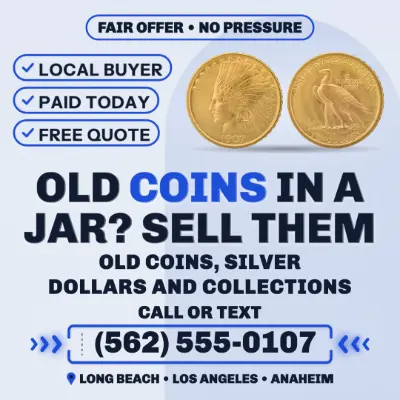 FAIR OFFER • NO PRESSURE
LOCAL BUYER
PAID TODAY
FREE QUOTE
OLD COINS IN A
JAR? SELL THEM
OLD COINS, SILVER
DOLLARS AND COLLECTIONS
CALL OR TEXT
(562) 555-0107
LONG BEACH • LOS ANGELES • ANAHEIM